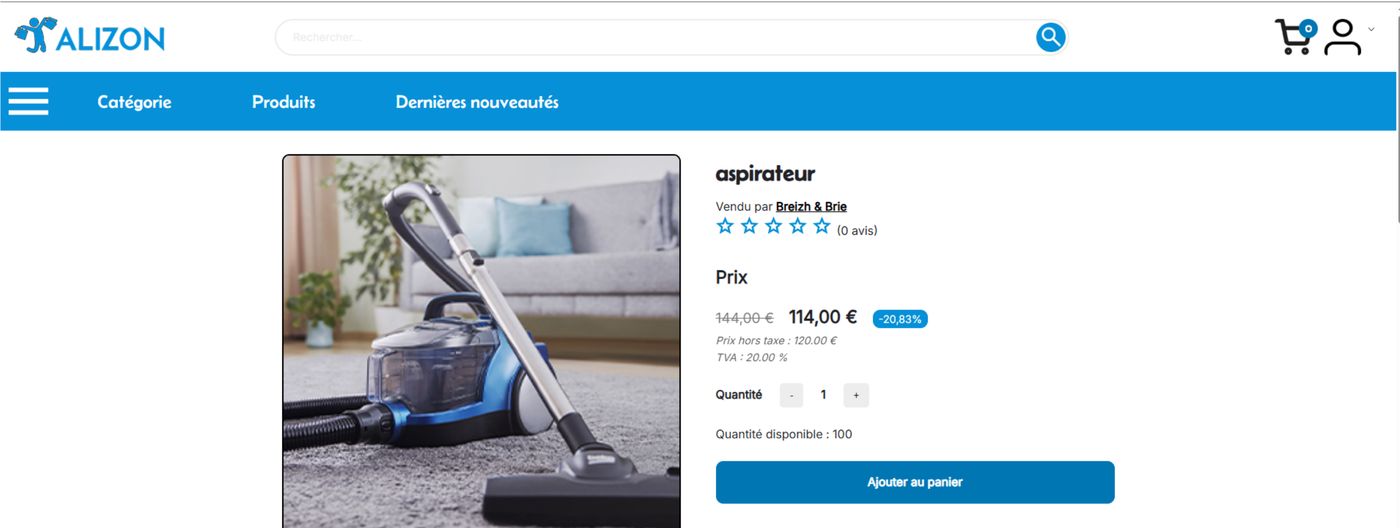 ALIZON
Rechercher...
0
Catégorie Produits Dernières nouveautés
aspirateur
Vendu par Breizh & Brie
(0 avis)
Prix
144,00 € 114,00 € -20,83%
Prix hors taxe : 120.00 €
TVA : 20.00 %
Quantité - 1 +
Quantité disponible : 100
Ajouter au panier